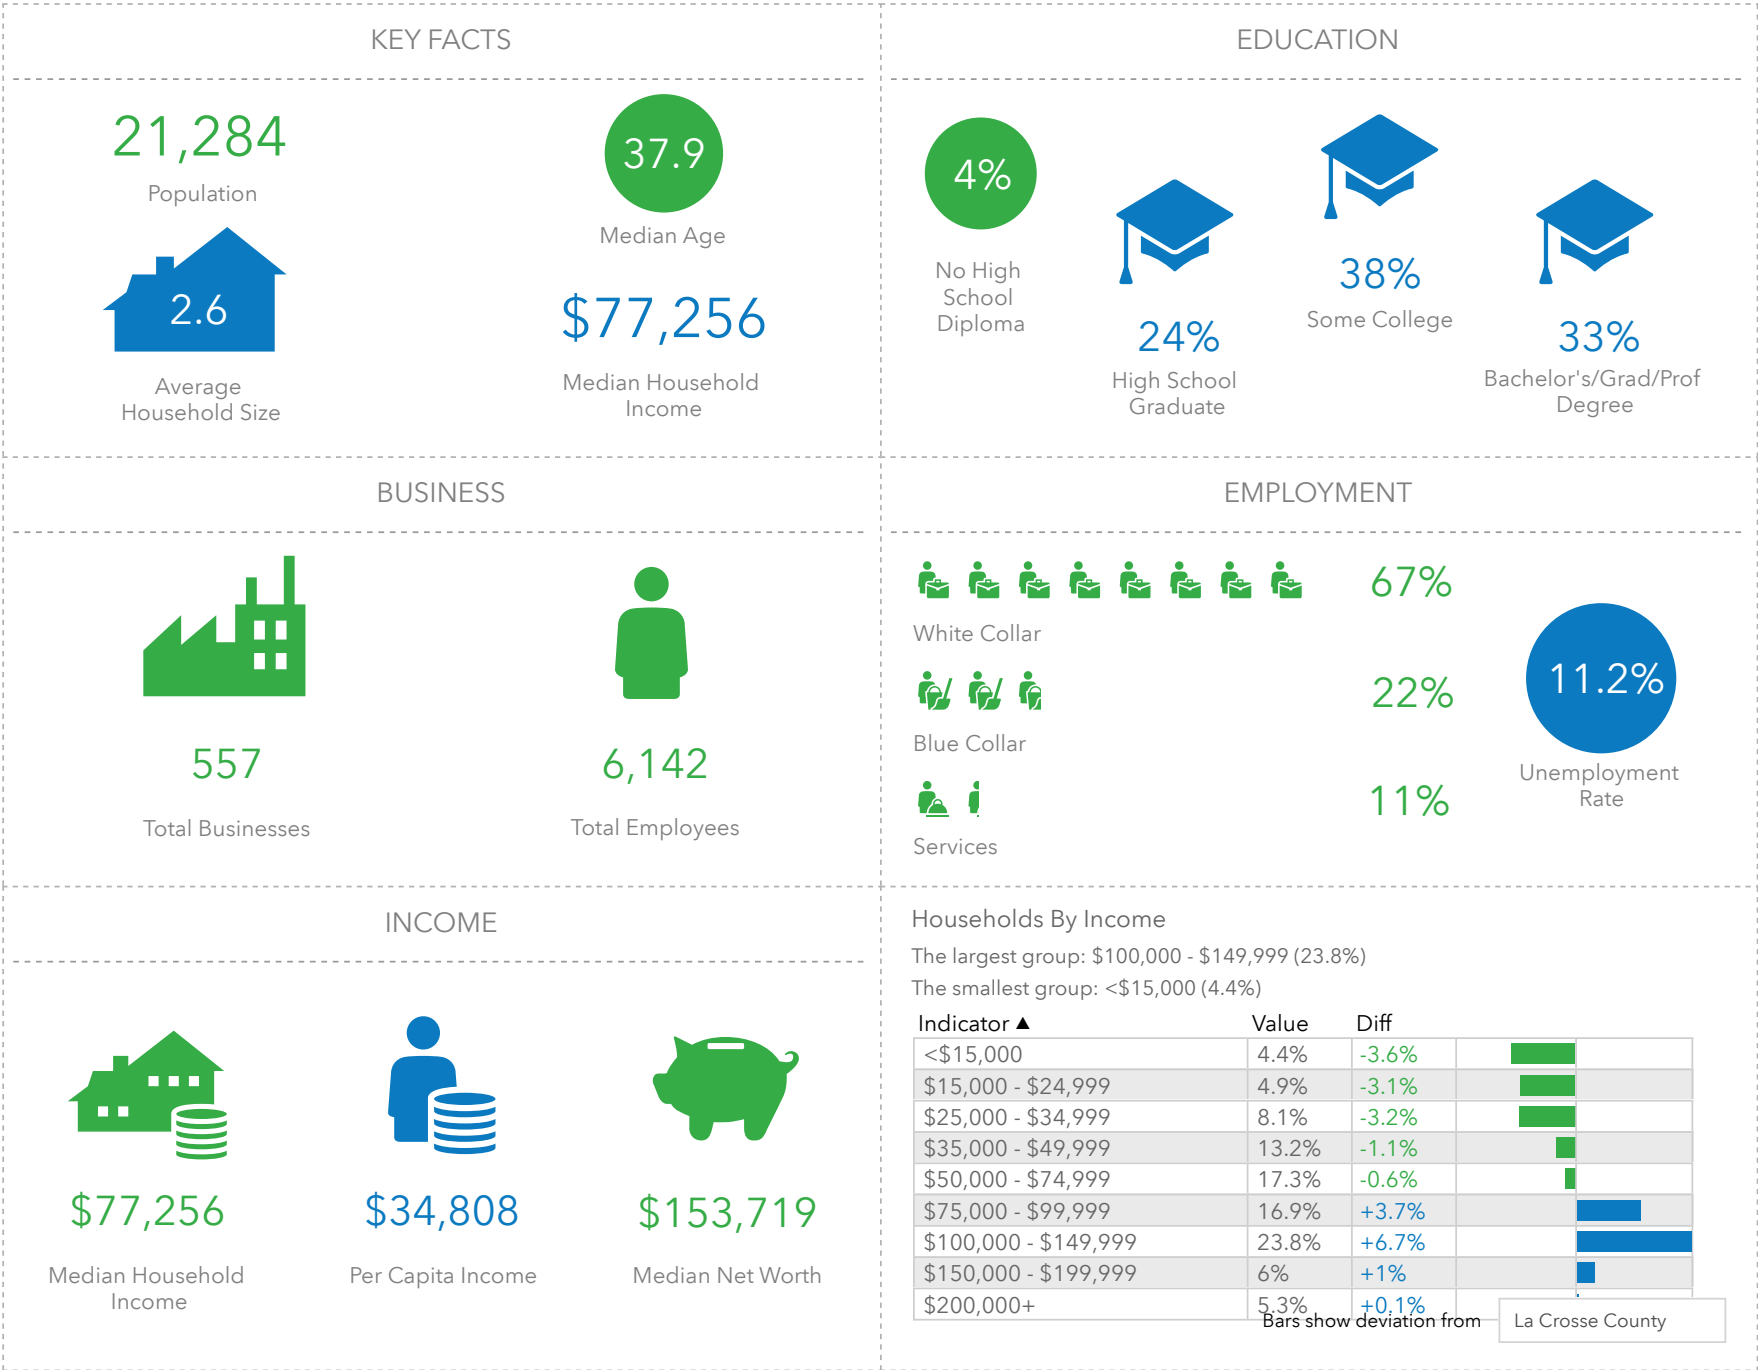 KEY FACTS
21,284
Population
37.9
Median Age
2.6
Average
Household Size
$77,256
Median Household
Income
EDUCATION
4%
No High
School
Diploma
24%
High School
Graduate
38%
Some College
33%
Bachelor's/Grad/Prof
Degree
BUSINESS
557
Total Businesses
6,142
Total Employees
EMPLOYMENT
67%
White Collar
22%
Blue Collar
11%
Services
11.2%
Unemployment
Rate
INCOME
$77,256
Median Household
Income
$34,808
Per Capita Income
$153,719
Median Net Worth
Households By Income
The largest group: $100,000 - $149,999 (23.8%)
The smallest group: <$15,000 (4.4%)
Indicator ▲ Value Diff
<$15,000 4.4% -3.6%
$15,000 - $24,999 4.9% -3.1%
$25,000 - $34,999 8.1% -3.2%
$35,000 - $49,999 13.2% -1.1%
$50,000 - $74,999 17.3% -0.6%
$75,000 - $99,999 16.9% +3.7%
$100,000 - $149,999 23.8% +6.7%
$150,000 - $199,999 6% +1%
$200,000+ 5.3% +0.1%
Bars show deviation from La Crosse County